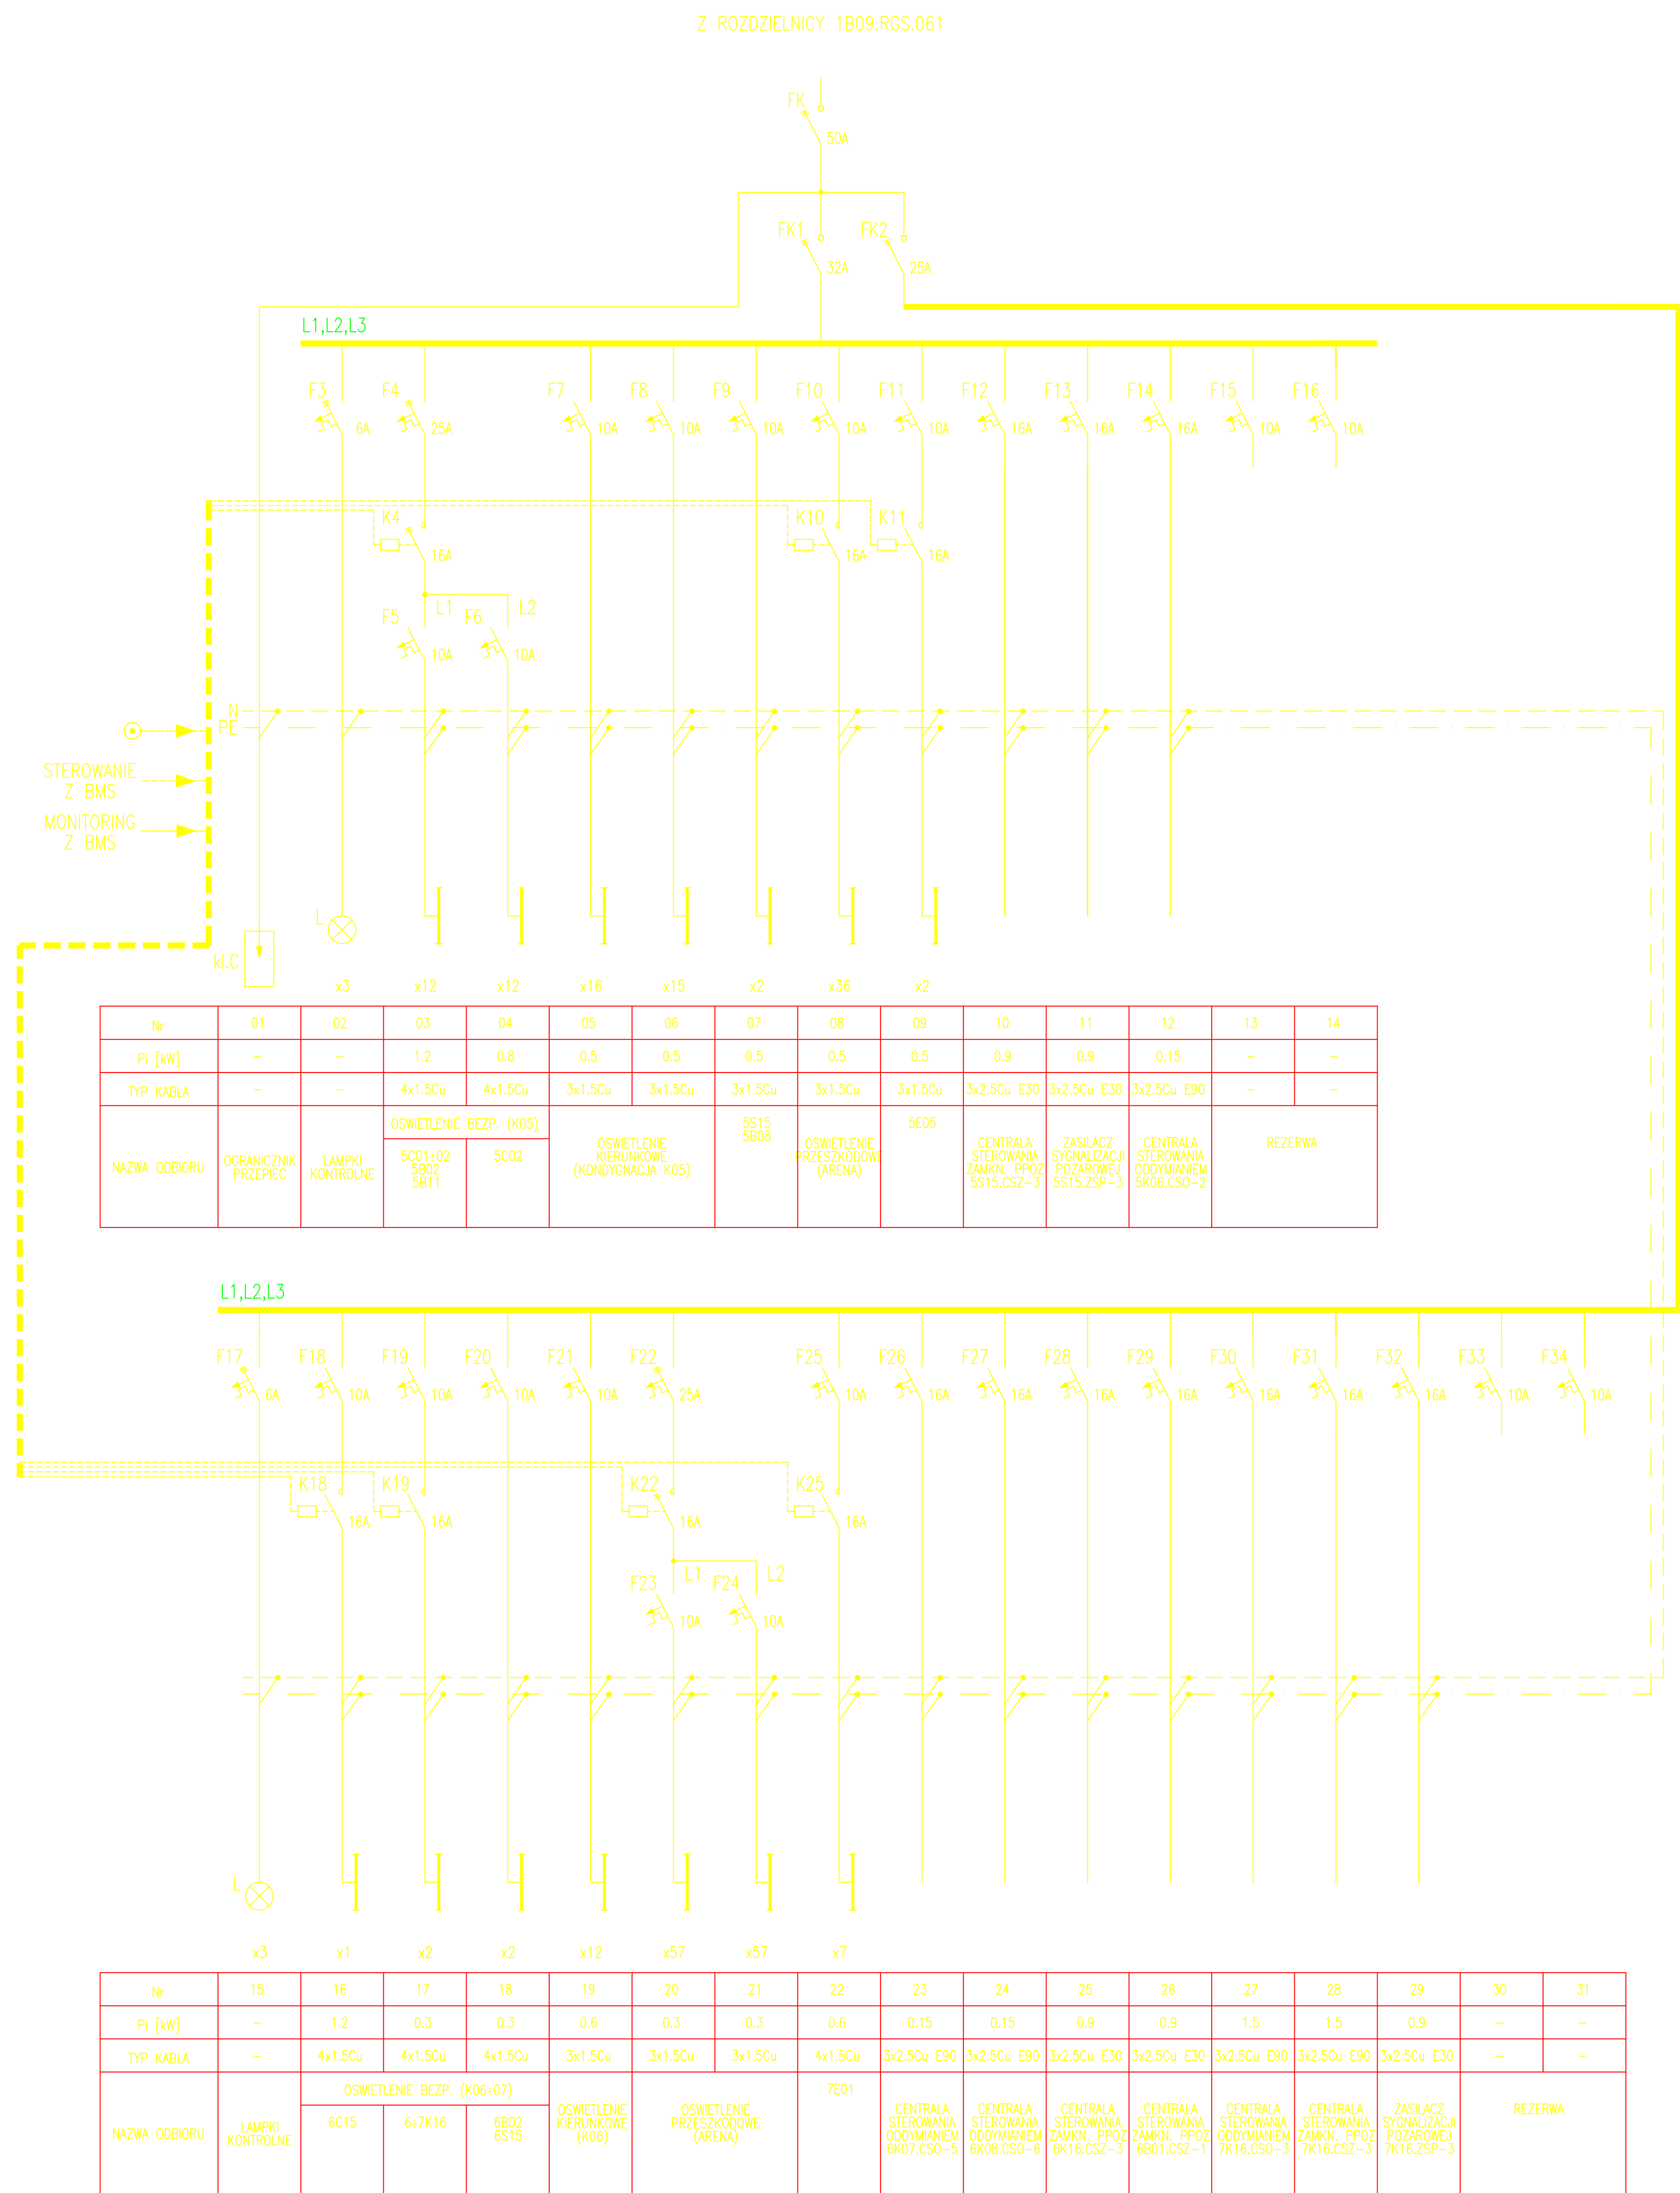 Z ROZDZIELNICY 1B09.RGS.061
FK
50A
FK1
32A
FK2
25A
L1,L2,L3
F3
6A
F4
25A
F7
10A
F8
10A
F9
10A
F10
10A
F11
10A
F12
16A
F13
16A
F14
16A
F15
10A
F16
10A
K4
16A
K10
16A
K11
16A
L1
L2
F5
10A
F6
10A
N
PE
STEROWANIE
Z BMS
MONITORING
Z BMS
L
kl.C
x3
x12
x12
x16
x15
x2
x36
x2
Nr 01 02 03 04 05 06 07 08 09 10 11 12 13 14
Pi [kW] – – 1.2 0.8 0.5 0.5 0.5 0.5 0.5 0.9 0.9 0.15 – –
TYP KABLA – – 4x1.5Cu 4x1.5Cu 3x1.5Cu 3x1.5Cu 3x1.5Cu 3x1.5Cu 3x1.5Cu 3x2.5Cu E30 3x2.5Cu E30 3x2.5Cu E90 – –
NAZWA ODBIORU
OGRANICZNIK
PRZEPIEC
LAMPKI
KONTROLNE
OSWIETLENIE BEZP. (K05)
5C01÷02
5B02
5B11
5C02
OSWIETLENIE
KIERUNKOWE
(KONDYGNACJA K05)
5S15
5B08
OSWIETLENIE
PRZESZKODOWE
(ARENA)
5E05
CENTRALA
STEROWANIA
ZAMKN. PPOZ
5S15.CSZ-3
ZASILACZ
SYGNALIZACJI
POZAROWEJ
5S15.ZSP-3
CENTRALA
STEROWANIA
ODDYMIANIEM
5K06.CSO-2
REZERWA
L1,L2,L3
F17
6A
F18
10A
F19
10A
F20
10A
F21
10A
F22
25A
F25
10A
F26
16A
F27
16A
F28
16A
F29
16A
F30
16A
F31
16A
F32
16A
F33
10A
F34
10A
K18
16A
K19
16A
K22
16A
K25
16A
L1
L2
F23
10A
F24
10A
L
x3
x1
x2
x2
x12
x57
x57
x7
Nr 15 16 17 18 19 20 21 22 23 24 25 26 27 28 29 30 31
Pi [kW] – 1.2 0.3 0.3 0.6 0.3 0.3 0.6 0.15 0.15 0.9 0.9 1.5 1.5 0.9 – –
TYP KABLA – 4x1.5Cu 4x1.5Cu 4x1.5Cu 3x1.5Cu 3x1.5Cu 3x1.5Cu 4x1.5Cu 3x2.5Cu E90 3x2.5Cu E90 3x2.5Cu E30 3x2.5Cu E30 3x2.5Cu E90 3x2.5Cu E90 3x2.5Cu E30 – –
NAZWA ODBIORU
LAMPKI
KONTROLNE
OSWIETLENIE BEZP. (K06÷07)
6C15
6÷7K16
6B02
6S15
OSWIETLENIE
KIERUNKOWE
(K06)
OSWIETLENIE
PRZESZKODOWE
(ARENA)
7E01
CENTRALA
STEROWANIA
ODDYMIANIEM
6K07.CSO-5
CENTRALA
STEROWANIA
ODDYMIANIEM
6K08.CSO-6
CENTRALA
STEROWANIA
ZAMKN. PPOZ
6K16.CSZ-3
CENTRALA
STEROWANIA
ZAMKN. PPOZ
6B01.CSZ-1
CENTRALA
STEROWANIA
ODDYMIANIEM
7K16.CSO-3
CENTRALA
STEROWANIA
ZAMKN. PPOZ
7K16.CSZ-3
ZASILACZ
SYGNALIZACJI
POZAROWEJ
7K16.ZSP-3
REZERWA